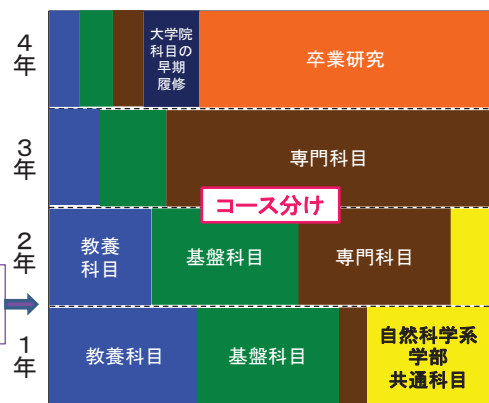 4年
大学院
科目の
早期
履修
卒業研究
3年
専門科目
コース分け
2年
教養
科目
基盤科目
専門科目
1年
教養科目
基盤科目
自然科学系
学部
共通科目